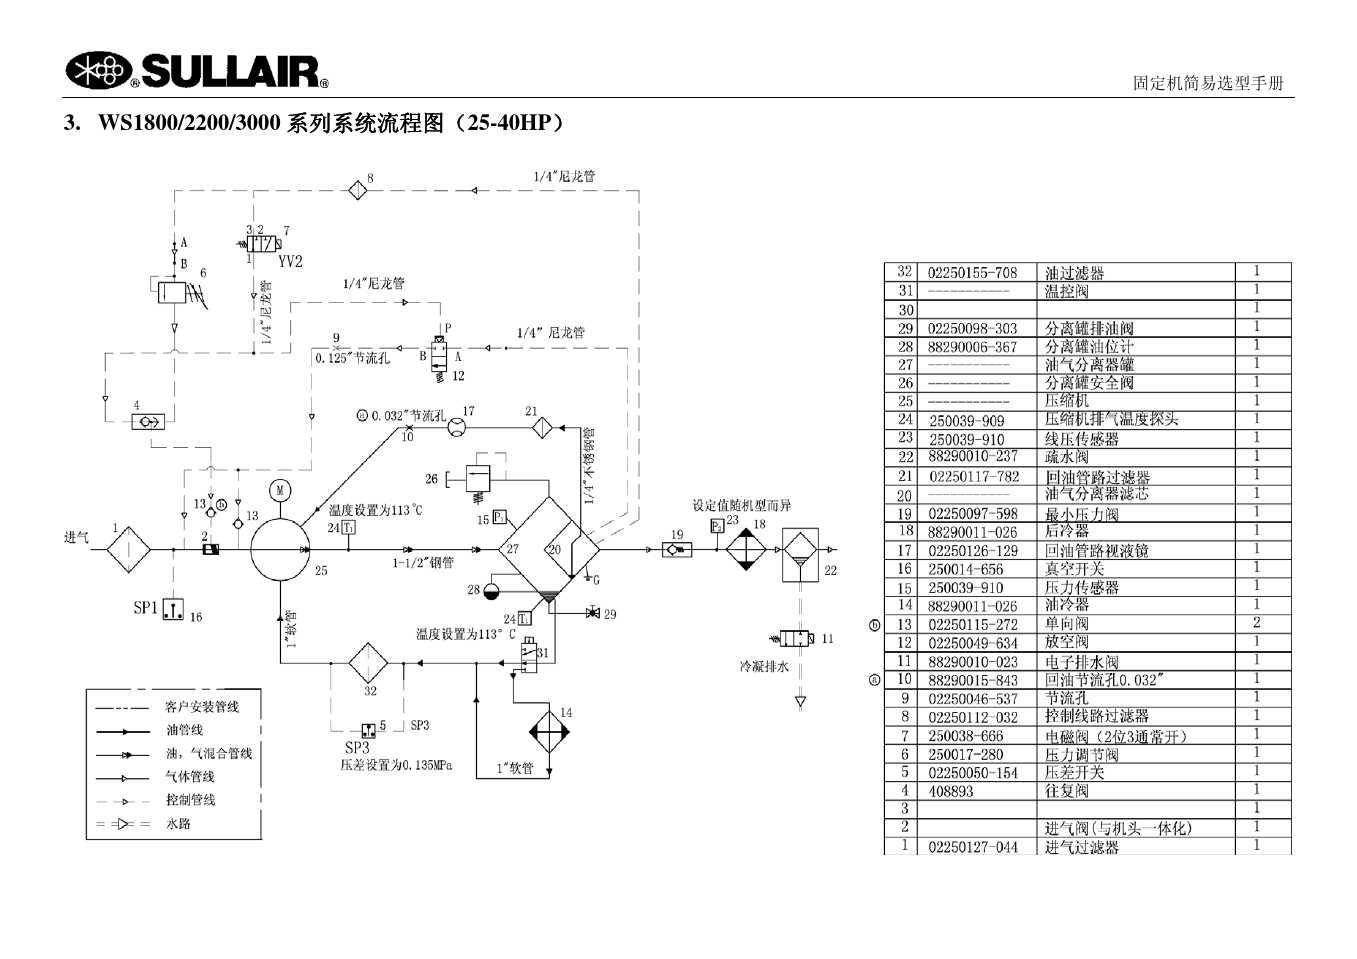 SULLAIR
固定机简易选型手册
3. WS1800/2200/3000 系列系统流程图（25-40HP）
8
1/4"尼龙管
3 2 7
A
B
1 YV2
6
1/4"尼龙管
1/4"尼龙管
P
1/4" 尼龙管
9
0.125"节流孔
B A
12
4
ⓐ 0.032"节流孔
10
17
21
1/4"不锈钢管
26
M
13 ⓑ
13
温度设置为113℃
24 T₁
15 P₁
设定值随机型而异
P₂ 23 18
进气
1
2
25
1-1/2"钢管
27
20
19
22
G
28
SP1
16
24 T₁
29
1"软管
温度设置为113° C
31
11
冷凝排水
32
14
5 SP3
SP3
压差设置为0.135MPa
1"软管
客户安装管线
油管线
油，气混合管线
气体管线
控制管线
水路
32 02250155-708 油过滤器 1
31 ----------- 温控阀 1
30 1
29 02250098-303 分离罐排油阀 1
28 88290006-367 分离罐油位计 1
27 ----------- 油气分离器罐 1
26 ----------- 分离罐安全阀 1
25 ----------- 压缩机 1
24 250039-909 压缩机排气温度探头 1
23 250039-910 线压传感器 1
22 88290010-237 疏水阀 1
21 02250117-782 回油管路过滤器 1
20 ----------- 油气分离器滤芯 1
19 02250097-598 最小压力阀 1
18 88290011-026 后冷器 1
17 02250126-129 回油管路视液镜 1
16 250014-656 真空开关 1
15 250039-910 压力传感器 1
14 88290011-026 油冷器 1
ⓑ 13 02250115-272 单向阀 2
12 02250049-634 放空阀 1
11 88290010-023 电子排水阀 1
ⓐ 10 88290015-843 回油节流孔0.032" 1
9 02250046-537 节流孔 1
8 02250112-032 控制线路过滤器 1
7 250038-666 电磁阀（2位3通常开） 1
6 250017-280 压力调节阀 1
5 02250050-154 压差开关 1
4 408893 往复阀 1
3 1
2 进气阀(与机头一体化) 1
1 02250127-044 进气过滤器 1